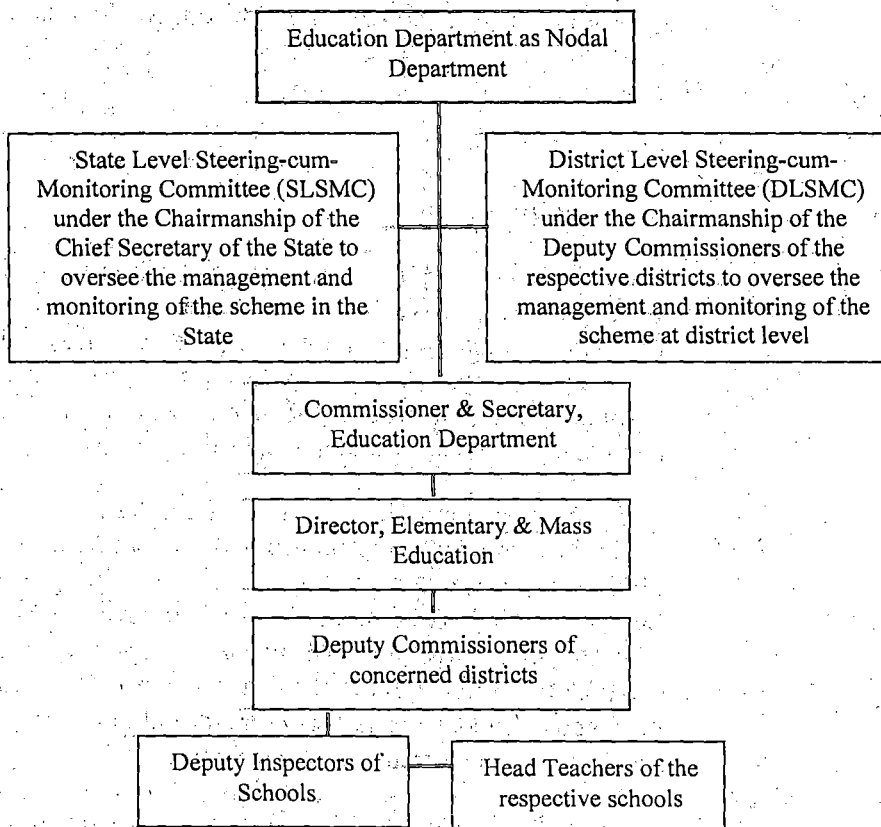 Education Department as Nodal
Department
State Level Steering-cum-
Monitoring Committee (SLSMC)
under the Chairmanship of the
Chief Secretary of the State to
oversee the management and
monitoring of the scheme in the
State
District Level Steering-cum-
Monitoring Committee (DLSMC)
under the Chairmanship of the
Deputy Commissioners of the
respective districts to oversee the
management and monitoring of the
scheme at district level
Commissioner & Secretary,
Education Department
Director, Elementary & Mass
Education
Deputy Commissioners of
concerned districts
Deputy Inspectors of
Schools
Head Teachers of the
respective schools